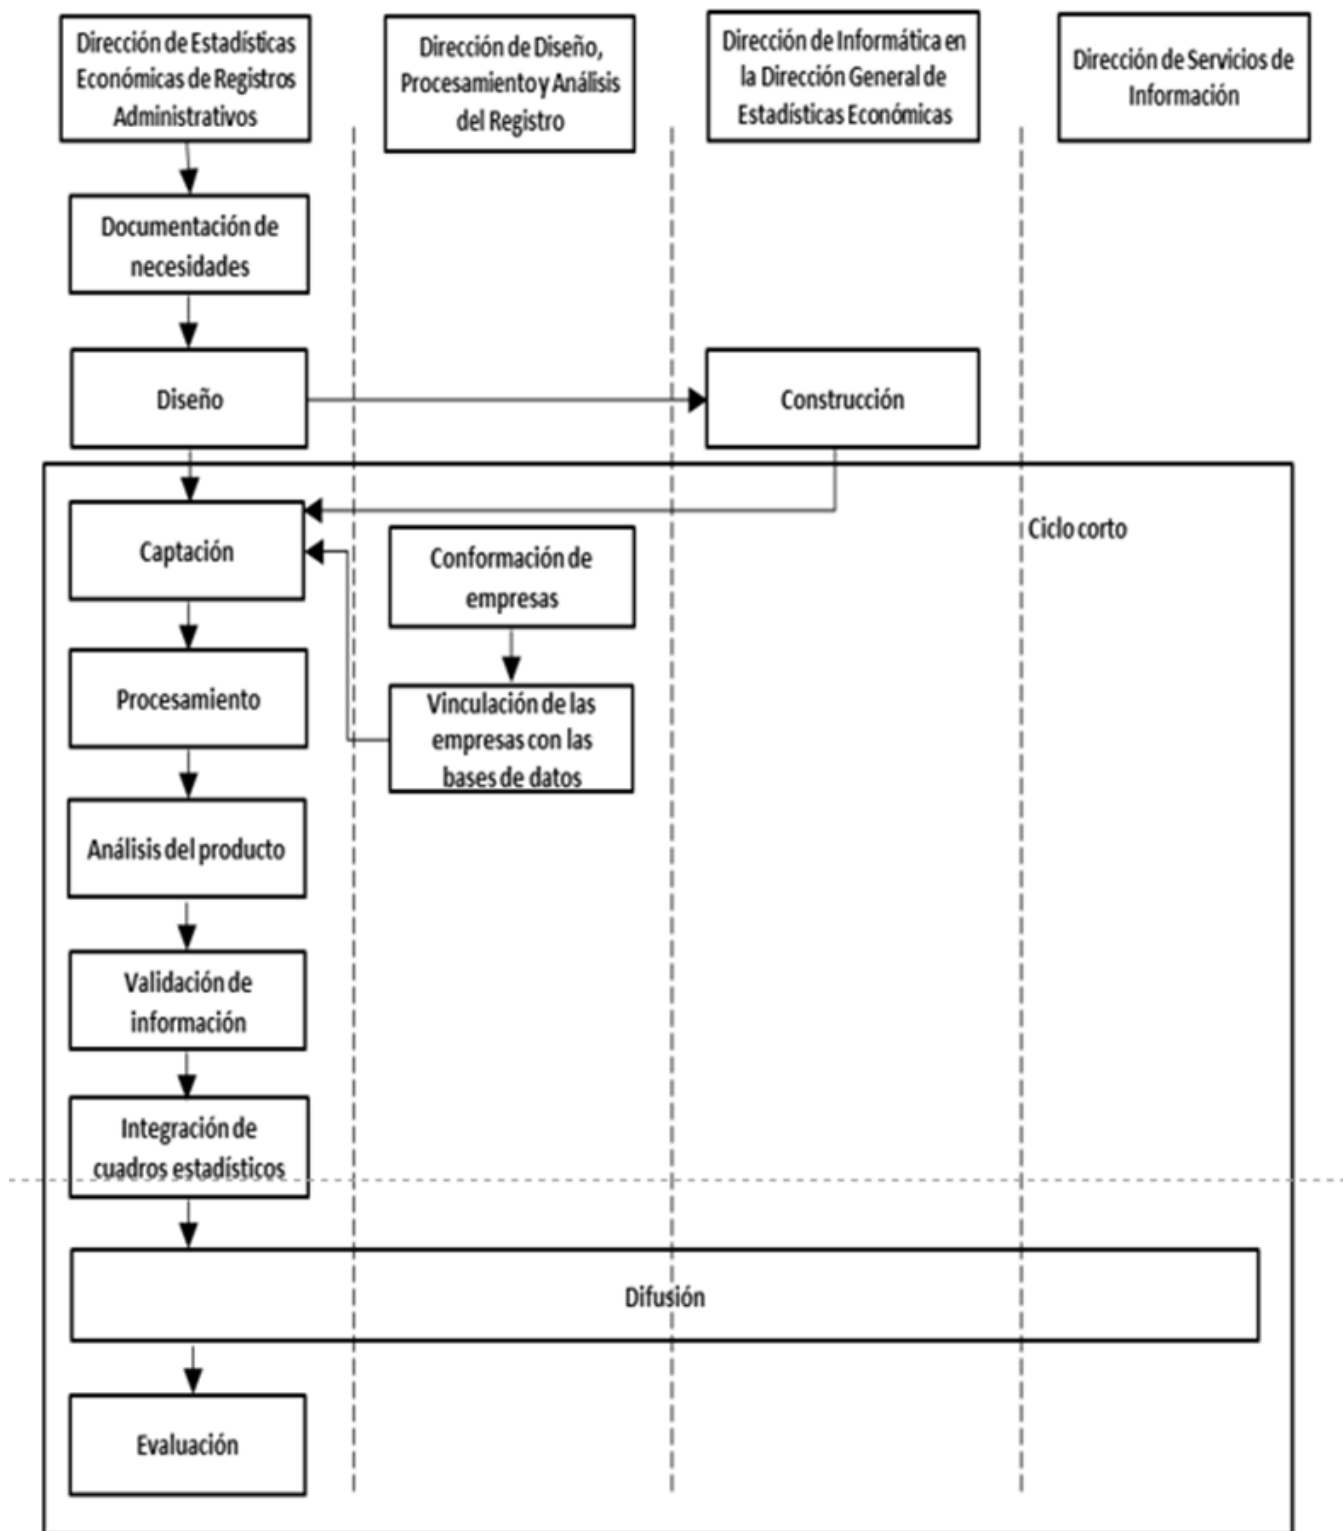 Dirección de Estadísticas
Económicas de Registros
Administrativos
Dirección de Diseño,
Procesamiento y Análisis
del Registro
Dirección de Informática en
la Dirección General de
Estadísticas Económicas
Dirección de Servicios de
Información
Documentación de
necesidades
Diseño
Construcción
Ciclo corto
Captación
Conformación de
empresas
Procesamiento
Vinculación de las
empresas con las
bases de datos
Análisis del producto
Validación de
información
Integración de
cuadros estadísticos
Difusión
Evaluación